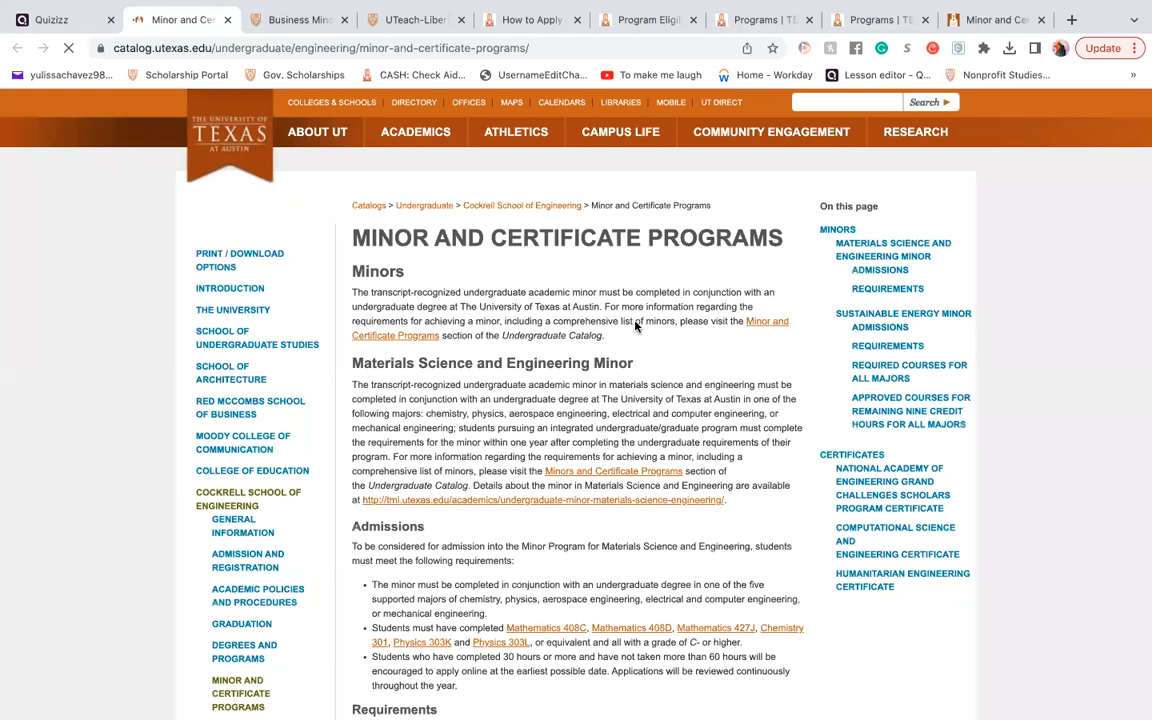 Quizizz
Minor and Cer
Business Mino
UTeach-Liber
How to Apply
Program Eligib
Programs | TE
Programs | TE
Minor and Cer
catalog.utexas.edu/undergraduate/engineering/minor-and-certificate-programs/
Update
yulissachavez98...
Scholarship Portal
Gov. Scholarships
CASH: Check Aid...
UsernameEditCha...
To make me laugh
Home - Workday
Lesson editor - Q...
Nonprofit Studies...
»
COLLEGES & SCHOOLS | DIRECTORY | OFFICES | MAPS | CALENDARS | LIBRARIES | MOBILE | UT DIRECT
Search
THE UNIVERSITY OF
TEXAS
AT AUSTIN
ABOUT UT
ACADEMICS
ATHLETICS
CAMPUS LIFE
COMMUNITY ENGAGEMENT
RESEARCH
PRINT / DOWNLOAD
OPTIONS
INTRODUCTION
THE UNIVERSITY
SCHOOL OF
UNDERGRADUATE STUDIES
SCHOOL OF
ARCHITECTURE
RED MCCOMBS SCHOOL
OF BUSINESS
MOODY COLLEGE OF
COMMUNICATION
COLLEGE OF EDUCATION
COCKRELL SCHOOL OF
ENGINEERING
GENERAL
INFORMATION
ADMISSION AND
REGISTRATION
ACADEMIC POLICIES
AND PROCEDURES
GRADUATION
DEGREES AND
PROGRAMS
MINOR AND
CERTIFICATE
PROGRAMS
Catalogs > Undergraduate > Cockrell School of Engineering > Minor and Certificate Programs
MINOR AND CERTIFICATE PROGRAMS
Minors
The transcript-recognized undergraduate academic minor must be completed in conjunction with an
undergraduate degree at The University of Texas at Austin. For more information regarding the
requirements for achieving a minor, including a comprehensive list of minors, please visit the Minor and
Certificate Programs section of the Undergraduate Catalog.
Materials Science and Engineering Minor
The transcript-recognized undergraduate academic minor in materials science and engineering must be
completed in conjunction with an undergraduate degree at The University of Texas at Austin in one of the
following majors: chemistry, physics, aerospace engineering, electrical and computer engineering, or
mechanical engineering; students pursuing an integrated undergraduate/graduate program must complete
the requirements for the minor within one year after completing the undergraduate requirements of their
program. For more information regarding the requirements for achieving a minor, including a
comprehensive list of minors, please visit the Minors and Certificate Programs section of
the Undergraduate Catalog. Details about the minor in Materials Science and Engineering are available
at http://tmi.utexas.edu/academics/undergraduate-minor-materials-science-engineering/.
Admissions
To be considered for admission into the Minor Program for Materials Science and Engineering, students
must meet the following requirements:
• The minor must be completed in conjunction with an undergraduate degree in one of the five
supported majors of chemistry, physics, aerospace engineering, electrical and computer engineering,
or mechanical engineering.
• Students must have completed Mathematics 408C, Mathematics 408D, Mathematics 427J, Chemistry
301, Physics 303K and Physics 303L, or equivalent and all with a grade of C- or higher.
• Students who have completed 30 hours or more and have not taken more than 60 hours will be
encouraged to apply online at the earliest possible date. Applications will be reviewed continuously
throughout the year.
Requirements
On this page
MINORS
MATERIALS SCIENCE AND
ENGINEERING MINOR
ADMISSIONS
REQUIREMENTS
SUSTAINABLE ENERGY MINOR
ADMISSIONS
REQUIREMENTS
REQUIRED COURSES FOR
ALL MAJORS
APPROVED COURSES FOR
REMAINING NINE CREDIT
HOURS FOR ALL MAJORS
CERTIFICATES
NATIONAL ACADEMY OF
ENGINEERING GRAND
CHALLENGES SCHOLARS
PROGRAM CERTIFICATE
COMPUTATIONAL SCIENCE
AND
ENGINEERING CERTIFICATE
HUMANITARIAN ENGINEERING
CERTIFICATE